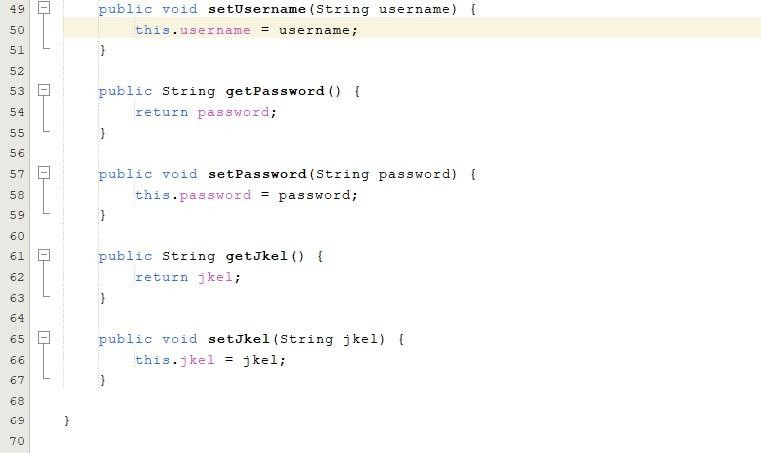 49 public void setUsername(String username) {
50 this.username = username;
51 }
52
53 public String getPassword() {
54 return password;
55 }
56
57 public void setPassword(String password) {
58 this.password = password;
59 }
60
61 public String getJkel() {
62 return jkel;
63 }
64
65 public void setJkel(String jkel) {
66 this.jkel = jkel;
67 }
68
69 }
70